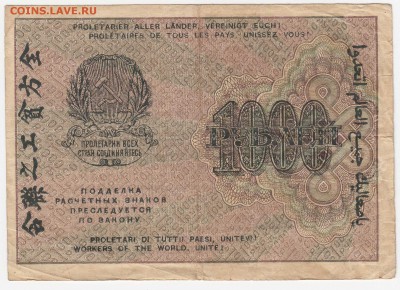 COINS.LAVE.RU
PROLETARIER ALLER LÄNDER, VEREINIGT EUCH!
PROLÉTAIRES DE TOUS LES PAYS, UNISSEZ VOUS!
ПРОЛЕТАРИИ ВСЕХ
СТРАН СОЕДИНЯЙТЕСЬ
1000
РУБЛЕЙ
ПОДДЕЛКА
РАСЧЕТНЫХ ЗНАКОВ
ПРЕСЛЕДУЕТСЯ
ПО ЗАКОНУ
PROLETARI DI TUTTI I PAESI, UNITEVI!
WORKERS OF THE WORLD, UNITE!